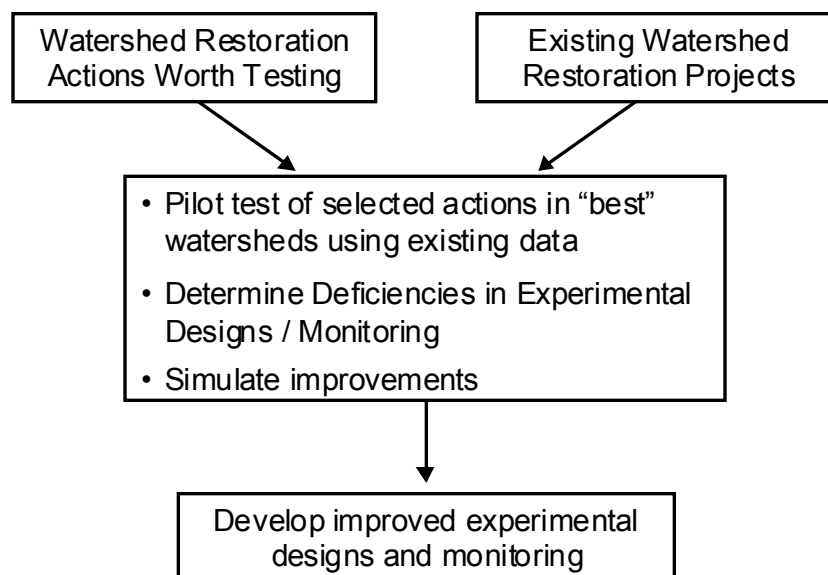 Watershed Restoration
Actions Worth Testing
Existing Watershed
Restoration Projects
• Pilot test of selected actions in “best”
watersheds using existing data
• Determine Deficiencies in Experimental
Designs / Monitoring
• Simulate improvements
Develop improved experimental
designs and monitoring